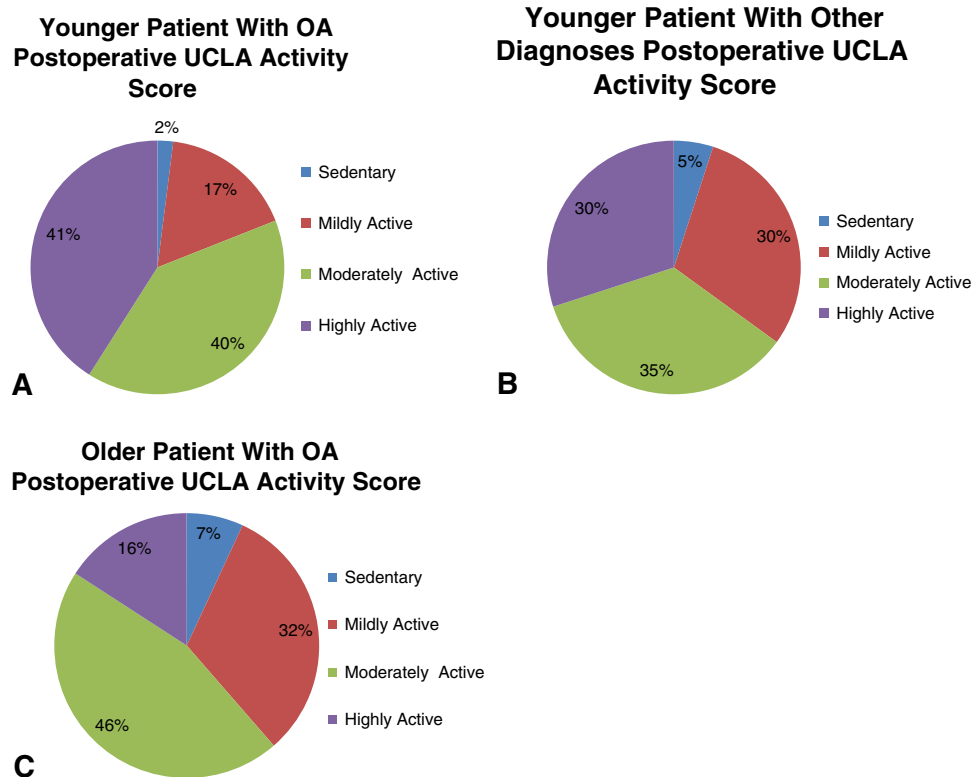 Younger Patient With OA
Postoperative UCLA Activity
Score
2%
17%
40%
41%
Sedentary
Mildly Active
Moderately Active
Highly Active
A
Younger Patient With Other
Diagnoses Postoperative UCLA
Activity Score
5%
30%
35%
30%
Sedentary
Mildly Active
Moderately Active
Highly Active
B
Older Patient With OA
Postoperative UCLA Activity Score
7%
32%
46%
16%
Sedentary
Mildly Active
Moderately Active
Highly Active
C